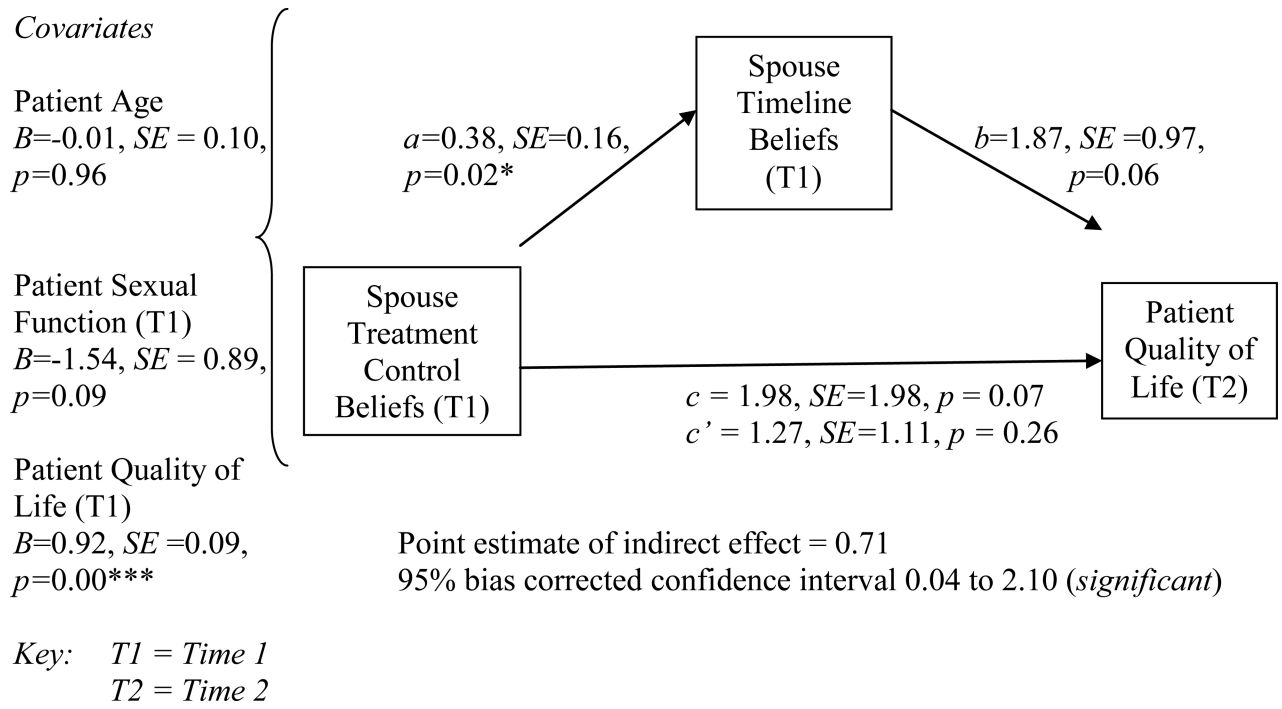 Covariates
Patient Age
B=-0.01, SE = 0.10,
p=0.96
Patient Sexual
Function (T1)
B=-1.54, SE = 0.89,
p=0.09
Patient Quality of
Life (T1)
B=0.92, SE =0.09,
p=0.00***
a=0.38, SE=0.16,
p=0.02*
Spouse
Timeline
Beliefs
(T1)
b=1.87, SE =0.97,
p=0.06
Spouse
Treatment
Control
Beliefs (T1)
Patient
Quality of
Life (T2)
c = 1.98, SE=1.98, p = 0.07
c’ = 1.27, SE=1.11, p = 0.26
Point estimate of indirect effect = 0.71
95% bias corrected confidence interval 0.04 to 2.10 (significant)
Key: T1 = Time 1
T2 = Time 2